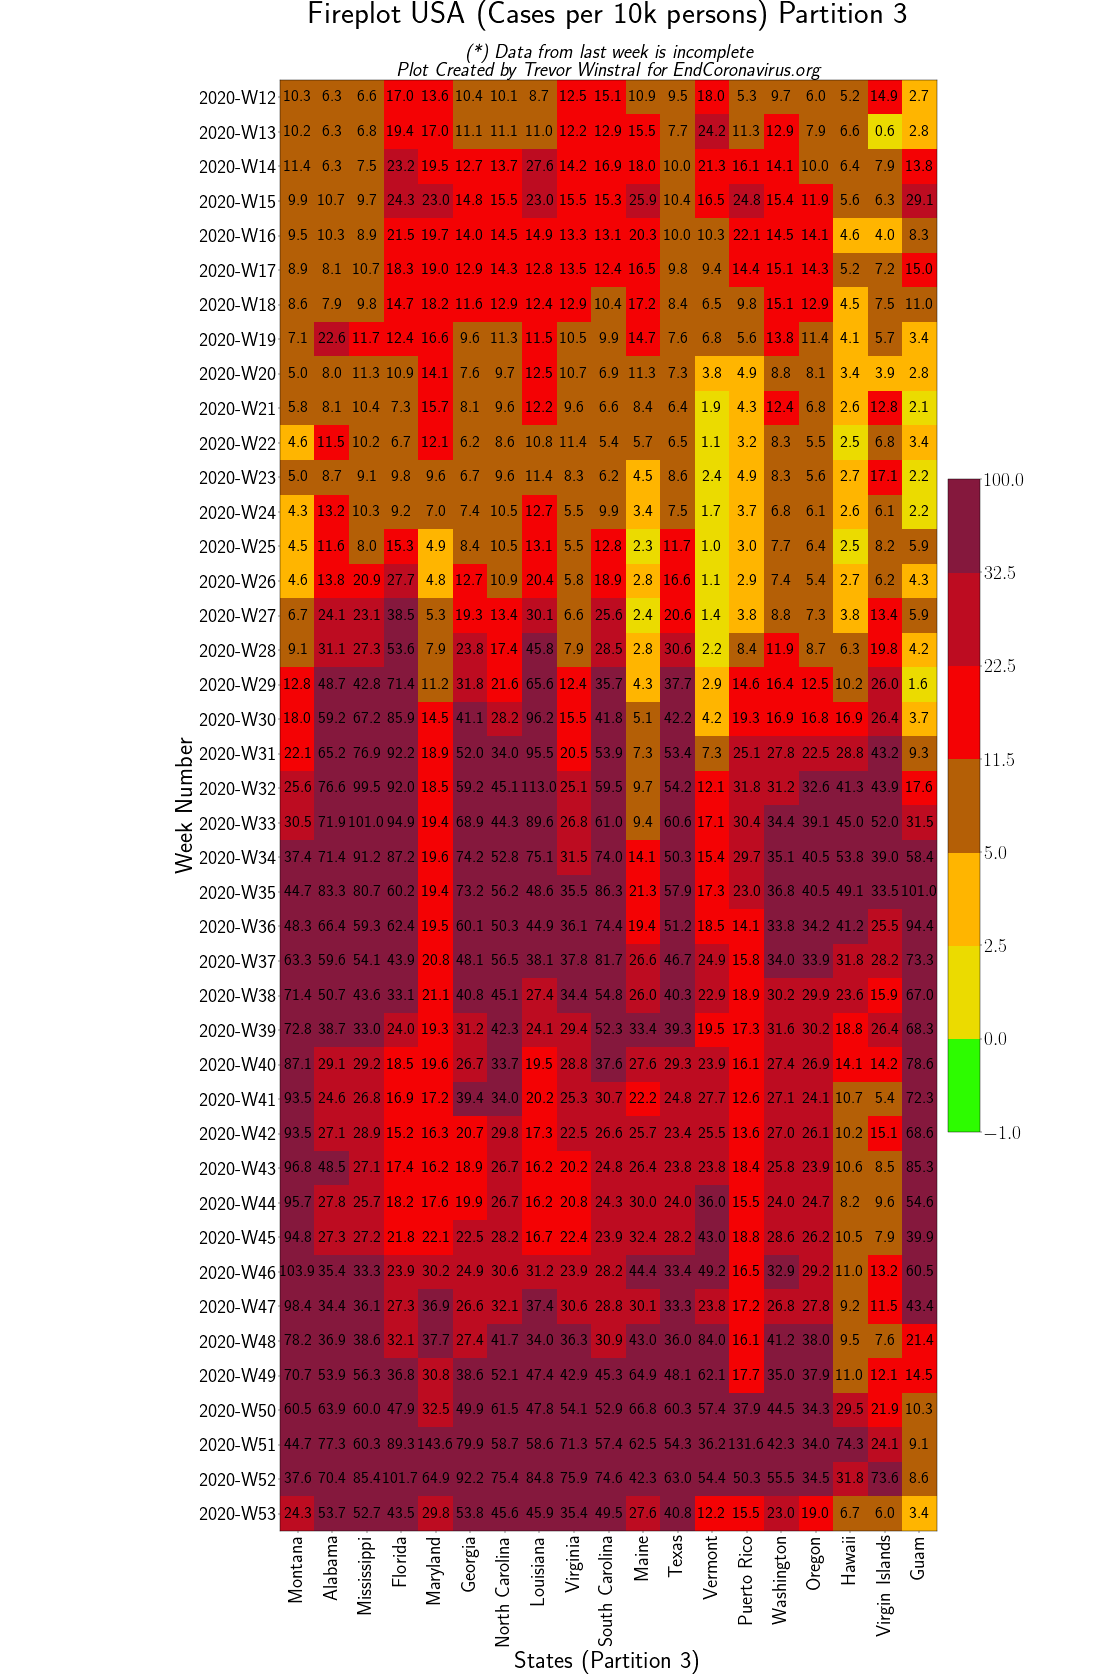 Fireplot USA (Cases per 10k persons) Partition 3
(*) Data from last week is incomplete
Plot Created by Trevor Winstral for EndCoronavirus.org
2020-W12 10.3 6.3 6.6 17.0 13.6 10.4 10.1 8.7 12.5 15.1 10.9 9.5 18.0 5.3 9.7 6.0 5.2 14.9 2.7
2020-W13 10.2 6.3 6.8 19.4 17.0 11.1 11.1 11.0 12.2 12.9 15.5 7.7 24.2 11.3 12.9 7.9 6.6 0.6 2.8
2020-W14 11.4 6.3 7.5 23.2 19.5 12.7 13.7 27.6 14.2 16.9 18.0 10.0 21.3 16.1 14.1 10.0 6.4 7.9 13.8
2020-W15 9.9 10.7 9.7 24.3 23.0 14.8 15.5 23.0 15.5 15.3 25.9 10.4 16.5 24.8 15.4 11.9 5.6 6.3 29.1
2020-W16 9.5 10.3 8.9 21.5 19.7 14.0 14.5 14.9 13.3 13.1 20.3 10.0 10.3 22.1 14.5 14.1 4.6 4.0 8.3
2020-W17 8.9 8.1 10.7 18.3 19.0 12.9 14.3 12.8 13.5 12.4 16.5 9.8 9.4 14.4 15.1 14.3 5.2 7.2 15.0
2020-W18 8.6 7.9 9.8 14.7 18.2 11.6 12.9 12.4 12.9 10.4 17.2 8.4 6.5 9.8 15.1 12.9 4.5 7.5 11.0
2020-W19 7.1 22.6 11.7 12.4 16.6 9.6 11.3 11.5 10.5 9.9 14.7 7.6 6.8 5.6 13.8 11.4 4.1 5.7 3.4
2020-W20 5.0 8.0 11.3 10.9 14.1 7.6 9.7 12.5 10.7 6.9 11.3 7.3 3.8 4.9 8.8 8.1 3.4 3.9 2.8
2020-W21 5.8 8.1 10.4 7.3 15.7 8.1 9.6 12.2 9.6 6.6 8.4 6.4 1.9 4.3 12.4 6.8 2.6 12.8 2.1
2020-W22 4.6 11.5 10.2 6.7 12.1 6.2 8.6 10.8 11.4 5.4 5.7 6.5 1.1 3.2 8.3 5.5 2.5 6.8 3.4
2020-W23 5.0 8.7 9.1 9.8 9.6 6.7 9.6 11.4 8.3 6.2 4.5 8.6 2.4 4.9 8.3 5.6 2.7 17.1 2.2
2020-W24 4.3 13.2 10.3 9.2 7.0 7.4 10.5 12.7 5.5 9.9 3.4 7.5 1.7 3.7 6.8 6.1 2.6 6.1 2.2
2020-W25 4.5 11.6 8.0 15.3 4.9 8.4 10.5 13.1 5.5 12.8 2.3 11.7 1.0 3.0 7.7 6.4 2.5 8.2 5.9
2020-W26 4.6 13.8 20.9 27.7 4.8 12.7 10.9 20.4 5.8 18.9 2.8 16.6 1.1 2.9 7.4 5.4 2.7 6.2 4.3
2020-W27 6.7 24.1 23.1 38.5 5.3 19.3 13.4 30.1 6.6 25.6 2.4 20.6 1.4 3.8 8.8 7.3 3.8 13.4 5.9
2020-W28 9.1 31.1 27.3 53.6 7.9 23.8 17.4 45.8 7.9 28.5 2.8 30.6 2.2 8.4 11.9 8.7 6.3 19.8 4.2
2020-W29 12.8 48.7 42.8 71.4 11.2 31.8 21.6 65.6 12.4 35.7 4.3 37.7 2.9 14.6 16.4 12.5 10.2 26.0 1.6
2020-W30 18.0 59.2 67.2 85.9 14.5 41.1 28.2 96.2 15.5 41.8 5.1 42.2 4.2 19.3 16.9 16.8 16.9 26.4 3.7
2020-W31 22.1 65.2 76.9 92.2 18.9 52.0 34.0 95.5 20.5 53.9 7.3 53.4 7.3 25.1 27.8 22.5 28.8 43.2 9.3
2020-W32 25.6 76.6 99.5 92.0 18.5 59.2 45.1 113.0 25.1 59.5 9.7 54.2 12.1 31.8 31.2 32.6 41.3 43.9 17.6
2020-W33 30.5 71.9 101.0 94.9 19.4 68.9 44.3 89.6 26.8 61.0 9.4 60.6 17.1 30.4 34.4 39.1 45.0 52.0 31.5
2020-W34 37.4 71.4 91.2 87.2 19.6 74.2 52.8 75.1 31.5 74.0 14.1 50.3 15.4 29.7 35.1 40.5 53.8 39.0 58.4
2020-W35 44.7 83.3 80.7 60.2 19.4 73.2 56.2 48.6 35.5 86.3 21.3 57.9 17.3 23.0 36.8 40.5 49.1 33.5 101.0
2020-W36 48.3 66.4 59.3 62.4 19.5 60.1 50.3 44.9 36.1 74.4 19.4 51.2 18.5 14.1 33.8 34.2 41.2 25.5 94.4
2020-W37 63.3 59.6 54.1 43.9 20.8 48.1 56.5 38.1 37.8 81.7 26.6 46.7 24.9 15.8 34.0 33.9 31.8 28.2 73.3
2020-W38 71.4 50.7 43.6 33.1 21.1 40.8 45.1 27.4 34.4 54.8 26.0 40.3 22.9 18.9 30.2 29.9 23.6 15.9 67.0
2020-W39 72.8 38.7 33.0 24.0 19.3 31.2 42.3 24.1 29.4 52.3 33.4 39.3 19.5 17.3 31.6 30.2 18.8 26.4 68.3
2020-W40 87.1 29.1 29.2 18.5 19.6 26.7 33.7 19.5 28.8 37.6 27.6 29.3 23.9 16.1 27.4 26.9 14.1 14.2 78.6
2020-W41 93.5 24.6 26.8 16.9 17.2 39.4 34.0 20.2 25.3 30.7 22.2 24.8 27.7 12.6 27.1 24.1 10.7 5.4 72.3
2020-W42 93.5 27.1 28.9 15.2 16.3 20.7 29.8 17.3 22.5 26.6 25.7 23.4 25.5 13.6 27.0 26.1 10.2 15.1 68.6
2020-W43 96.8 48.5 27.1 17.4 16.2 18.9 26.7 16.2 20.2 24.8 26.4 23.8 23.8 18.4 25.8 23.9 10.6 8.5 85.3
2020-W44 95.7 27.8 25.7 18.2 17.6 19.9 26.7 16.2 20.8 24.3 30.0 24.0 36.0 15.5 24.0 24.7 8.2 9.6 54.6
2020-W45 94.8 27.3 27.2 21.8 22.1 22.5 28.2 16.7 22.4 23.9 32.4 28.2 43.0 18.8 28.6 26.2 10.5 7.9 39.9
2020-W46 103.9 35.4 33.3 23.9 30.2 24.9 30.6 31.2 23.9 28.2 44.4 33.4 49.2 16.5 32.9 29.2 11.0 13.2 60.5
2020-W47 98.4 34.4 36.1 27.3 36.9 26.6 32.1 37.4 30.6 28.8 30.1 33.3 23.8 17.2 26.8 27.8 9.2 11.5 43.4
2020-W48 78.2 36.9 38.6 32.1 37.7 27.4 41.7 34.0 36.3 30.9 43.0 36.0 84.0 16.1 41.2 38.0 9.5 7.6 21.4
2020-W49 70.7 53.9 56.3 36.8 30.8 38.6 52.1 47.4 42.9 45.3 64.9 48.1 62.1 17.7 35.0 37.9 11.0 12.1 14.5
2020-W50 60.5 63.9 60.0 47.9 32.5 49.9 61.5 47.8 54.1 52.9 66.8 60.3 57.4 37.9 44.5 34.3 29.5 21.9 10.3
2020-W51 44.7 77.3 60.3 89.3 143.6 79.9 58.7 58.6 71.3 57.4 62.5 54.3 36.2 131.6 42.3 34.0 74.3 24.1 9.1
2020-W52 37.6 70.4 85.4 101.7 64.9 92.2 75.4 84.8 75.9 74.6 42.3 63.0 54.4 50.3 55.5 34.5 31.8 73.6 8.6
2020-W53 24.3 53.7 52.7 43.5 29.8 53.8 45.6 45.9 35.4 49.5 27.6 40.8 12.2 15.5 23.0 19.0 6.7 6.0 3.4
Week Number
Montana
Alabama
Mississippi
Florida
Maryland
Georgia
North Carolina
Louisiana
Virginia
South Carolina
Maine
Texas
Vermont
Puerto Rico
Washington
Oregon
Hawaii
Virgin Islands
Guam
States (Partition 3)
100.0
32.5
22.5
11.5
5.0
2.5
0.0
−1.0